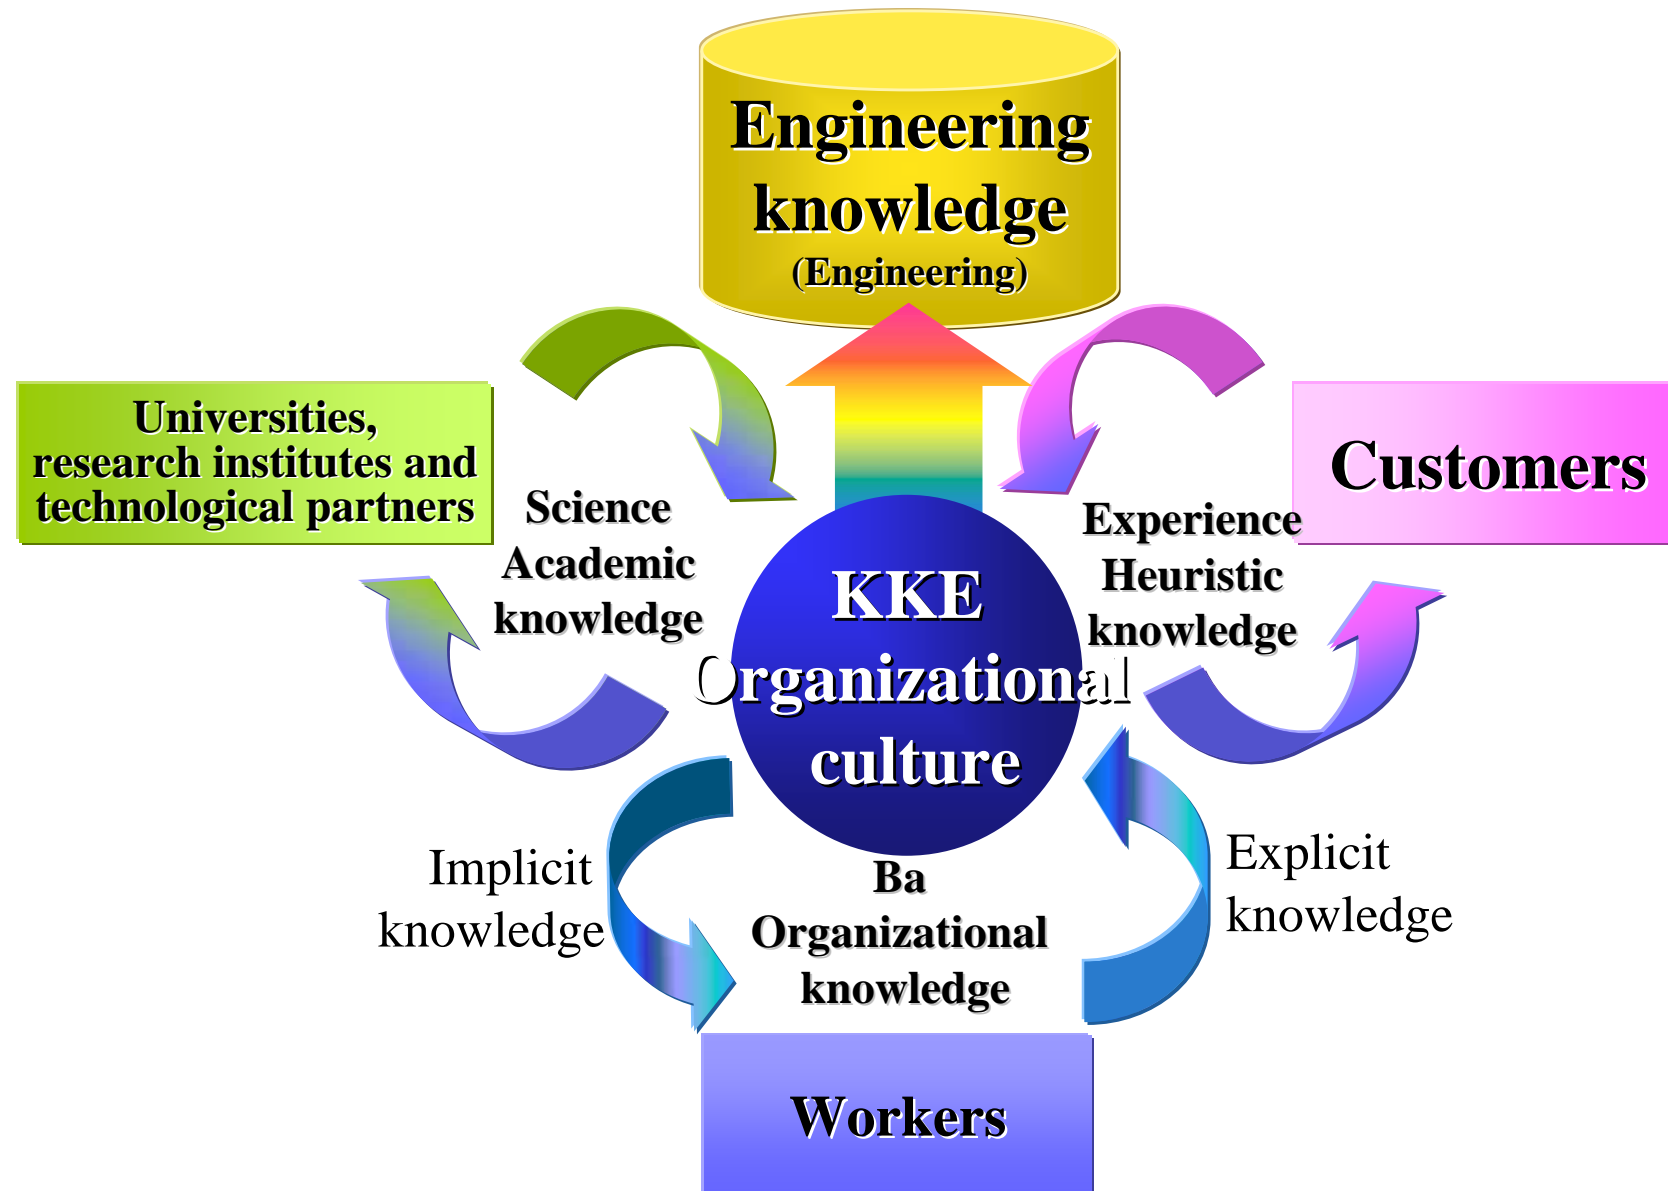 Engineering
knowledge
(Engineering)
Universities,
research institutes and
technological partners
Science
Academic
knowledge
Customers
Experience
Heuristic
knowledge
KKE
Organizational
culture
Implicit
knowledge
Ba
Organizational
knowledge
Explicit
knowledge
Workers